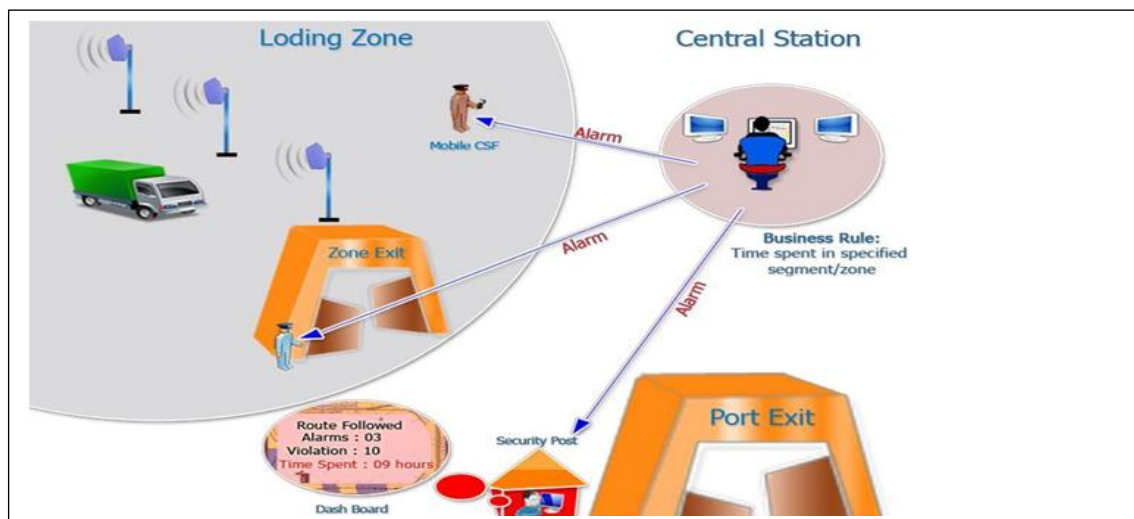 Loding Zone
Central Station
Mobile CSF
Alarm
Alarm
Alarm
Business Rule:
Time spent in specified
segment/zone
Zone Exit
Port Exit
Security Post
Route Followed
Alarms : 03
Violation : 10
Time Spent : 09 hours
Dash Board